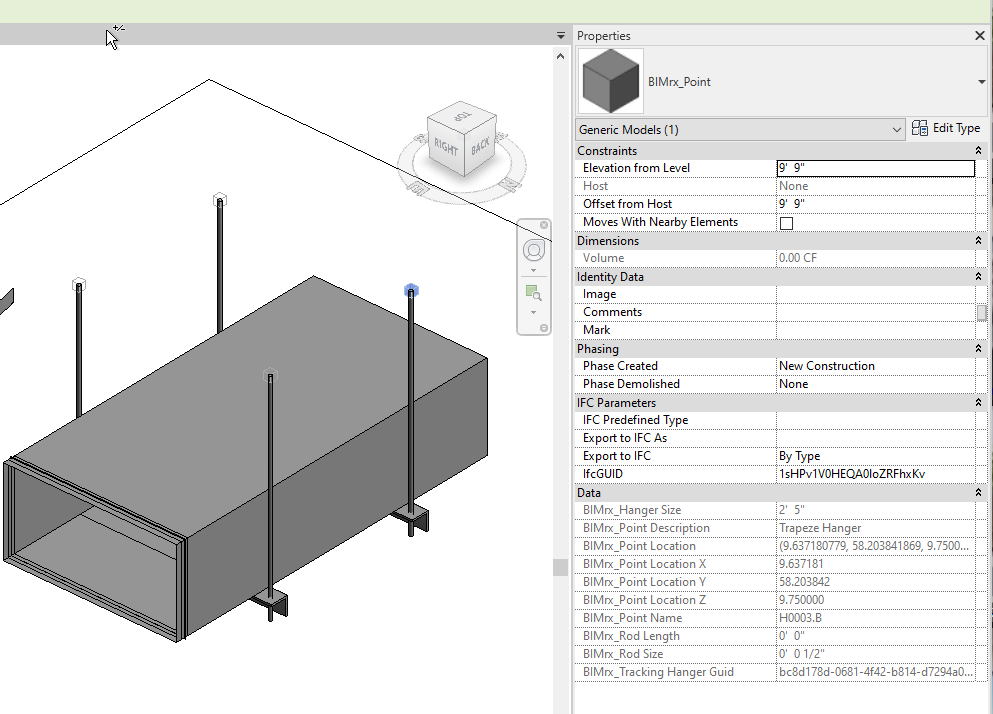 Properties
BIMrx_Point
Generic Models (1)
Edit Type
Constraints
Elevation from Level 9'  9"
Host None
Offset from Host 9'  9"
Moves With Nearby Elements
Dimensions
Volume 0.00 CF
Identity Data
Image
Comments
Mark
Phasing
Phase Created New Construction
Phase Demolished None
IFC Parameters
IFC Predefined Type
Export to IFC As
Export to IFC By Type
IfcGUID 1sHPv1V0HEQA0IoZRFhxKv
Data
BIMrx_Hanger Size 2'  5"
BIMrx_Point Description Trapeze Hanger
BIMrx_Point Location (9.637180779, 58.203841869, 9.7500...
BIMrx_Point Location X 9.637181
BIMrx_Point Location Y 58.203842
BIMrx_Point Location Z 9.750000
BIMrx_Point Name H0003.B
BIMrx_Rod Length 0'  0"
BIMrx_Rod Size 0'  0 1/2"
BIMrx_Tracking Hanger Guid bc8d178d-0681-4f42-b814-d7294a0...
TOP
RIGHT
BACK